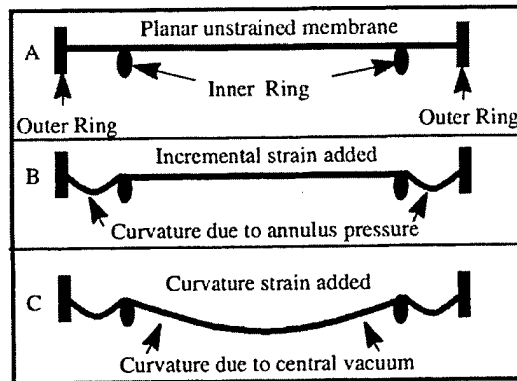 Planar unstrained membrane
A
Inner Ring
Outer Ring
Outer Ring
Incremental strain added
B
Curvature due to annulus pressure
Curvature strain added
C
Curvature due to central vacuum